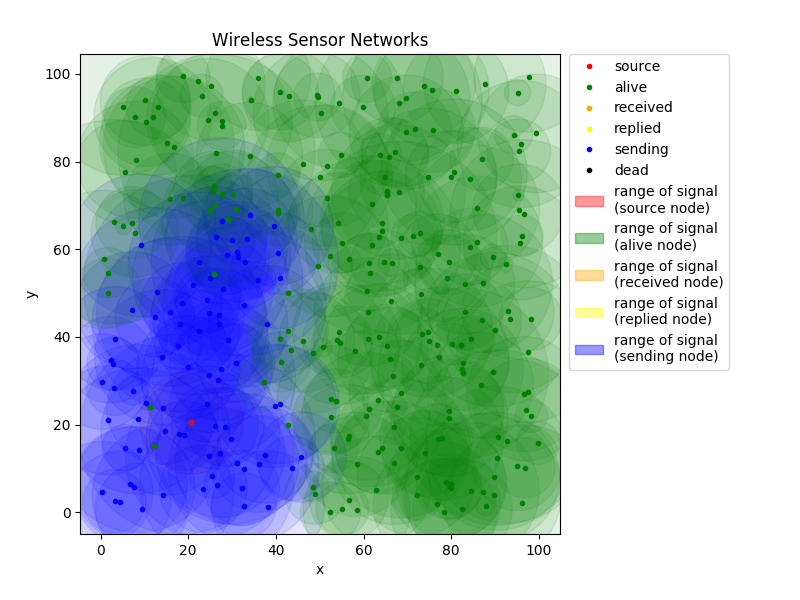 Wireless Sensor Networks
100
80
60
40
20
0
y
0 20 40 60 80 100
x
source
alive
received
replied
sending
dead
range of signal
(source node)
range of signal
(alive node)
range of signal
(received node)
range of signal
(replied node)
range of signal
(sending node)